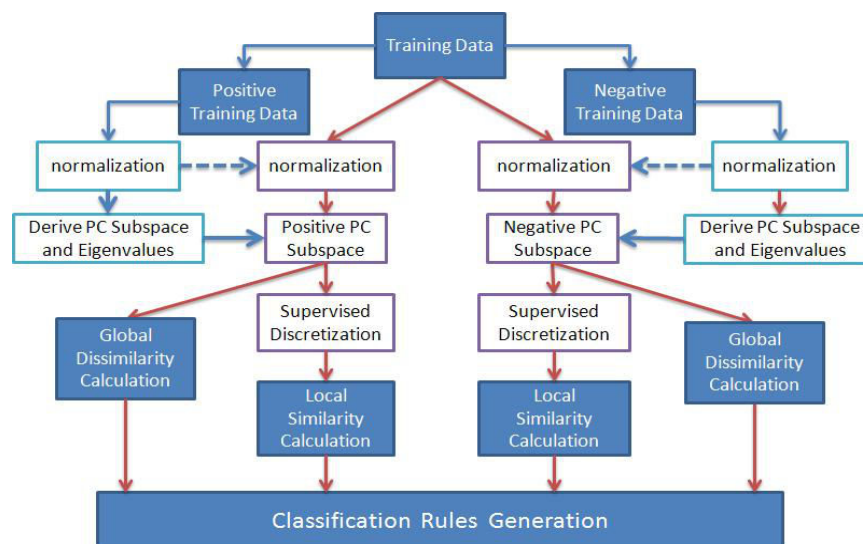 Training Data
Positive
Training Data
Negative
Training Data
normalization
normalization
normalization
normalization
Derive PC Subspace
and Eigenvalues
Positive PC
Subspace
Negative PC
Subspace
Derive PC Subspace
and Eigenvalues
Global
Dissimilarity
Calculation
Supervised
Discretization
Supervised
Discretization
Global
Dissimilarity
Calculation
Local
Similarity
Calculation
Local
Similarity
Calculation
Classification Rules Generation